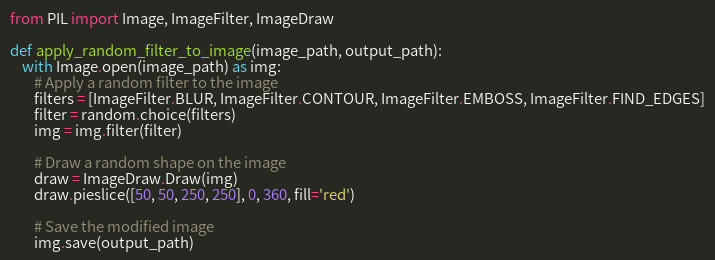 from PIL import Image, ImageFilter, ImageDraw
def apply_random_filter_to_image(image_path, output_path):
with Image.open(image_path) as img:
# Apply a random filter to the image
filters = [ImageFilter.BLUR, ImageFilter.CONTOUR, ImageFilter.EMBOSS, ImageFilter.FIND_EDGES]
filter = random.choice(filters)
img = img.filter(filter)
# Draw a random shape on the image
draw = ImageDraw.Draw(img)
draw.pieslice([50, 50, 250, 250], 0, 360, fill='red')
# Save the modified image
img.save(output_path)